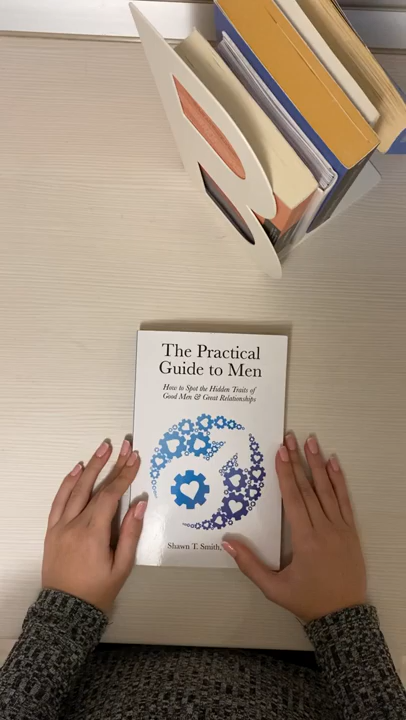 The Practical
Guide to Men
How to Spot the Hidden Traits of
Good Men & Great Relationships
Shawn T. Smith,